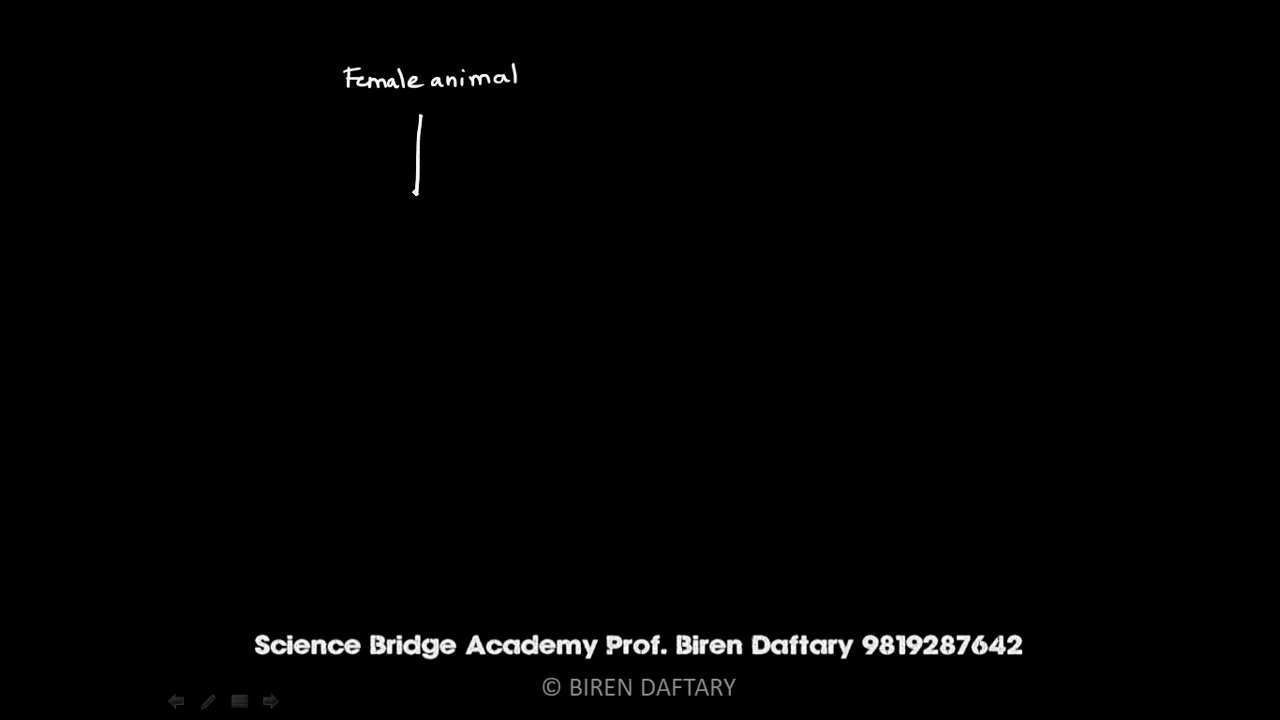 Female animal
Science Bridge Academy Prof. Biren Daftary 9819287642
© BIREN DAFTARY